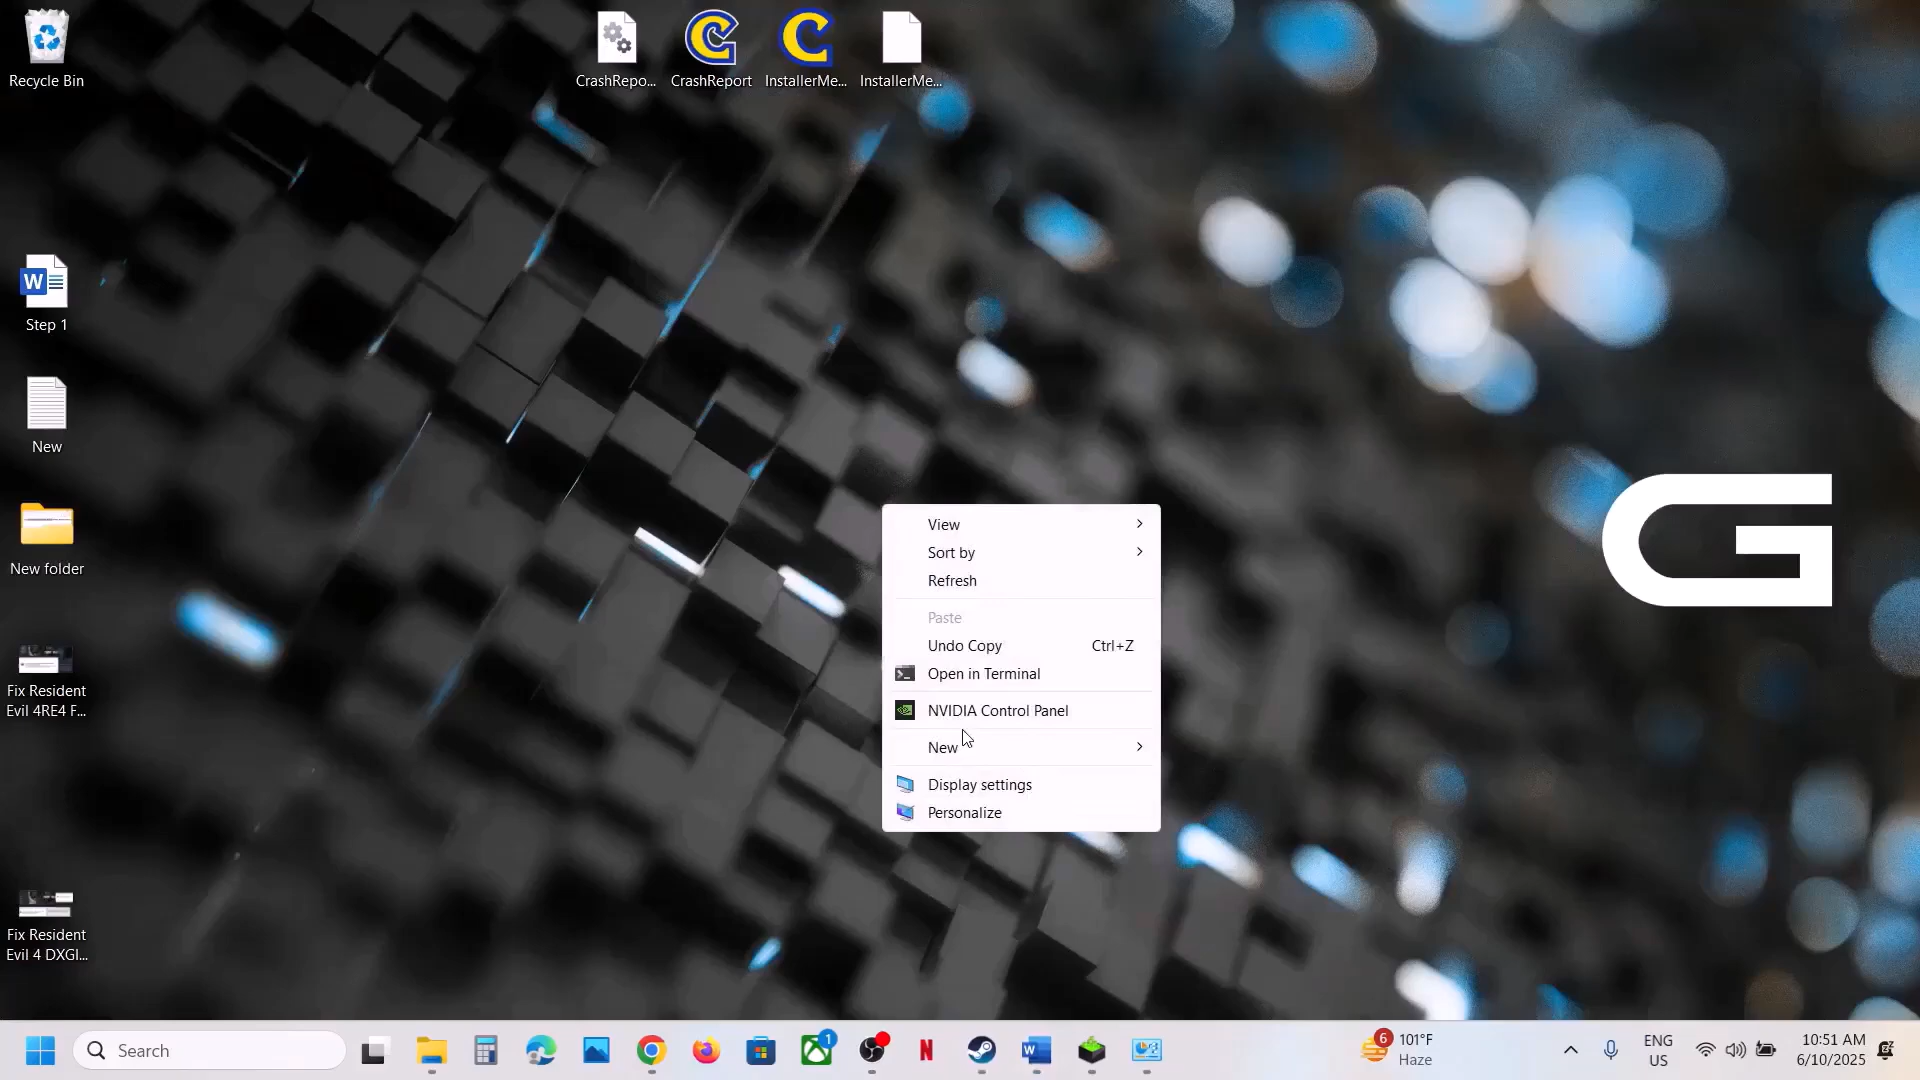 Recycle Bin
CrashRepo...
CrashReport
InstallerMe...
InstallerMe...
Step 1
New
New folder
Fix Resident
Evil 4RE4 F...
Fix Resident
Evil 4 DXGI...
View
Sort by
Refresh
Paste
Undo Copy Ctrl+Z
Open in Terminal
NVIDIA Control Panel
New
Display settings
Personalize
G
Search
1
6
101°F
Haze
ENG
US
10:51 AM
6/10/2025